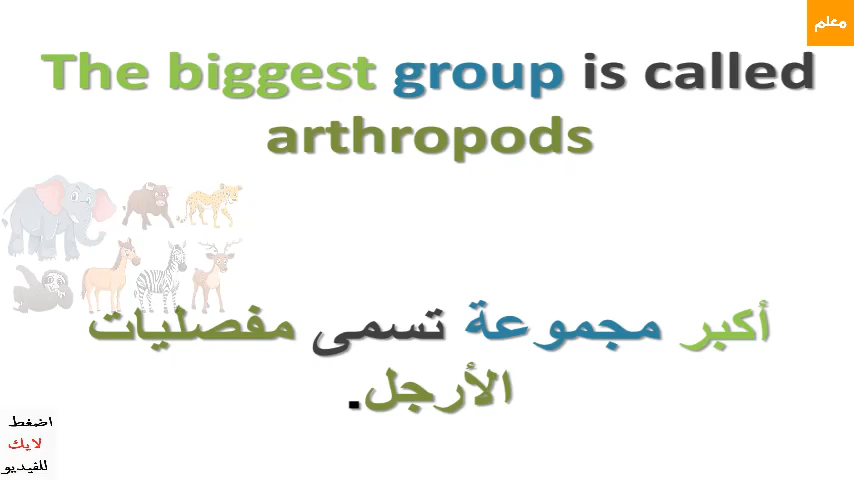 معلم
The biggest group is called
arthropods
أكبر مجموعة تسمى مفصليات
الأرجل.
اضغط
لايك
للفيديو